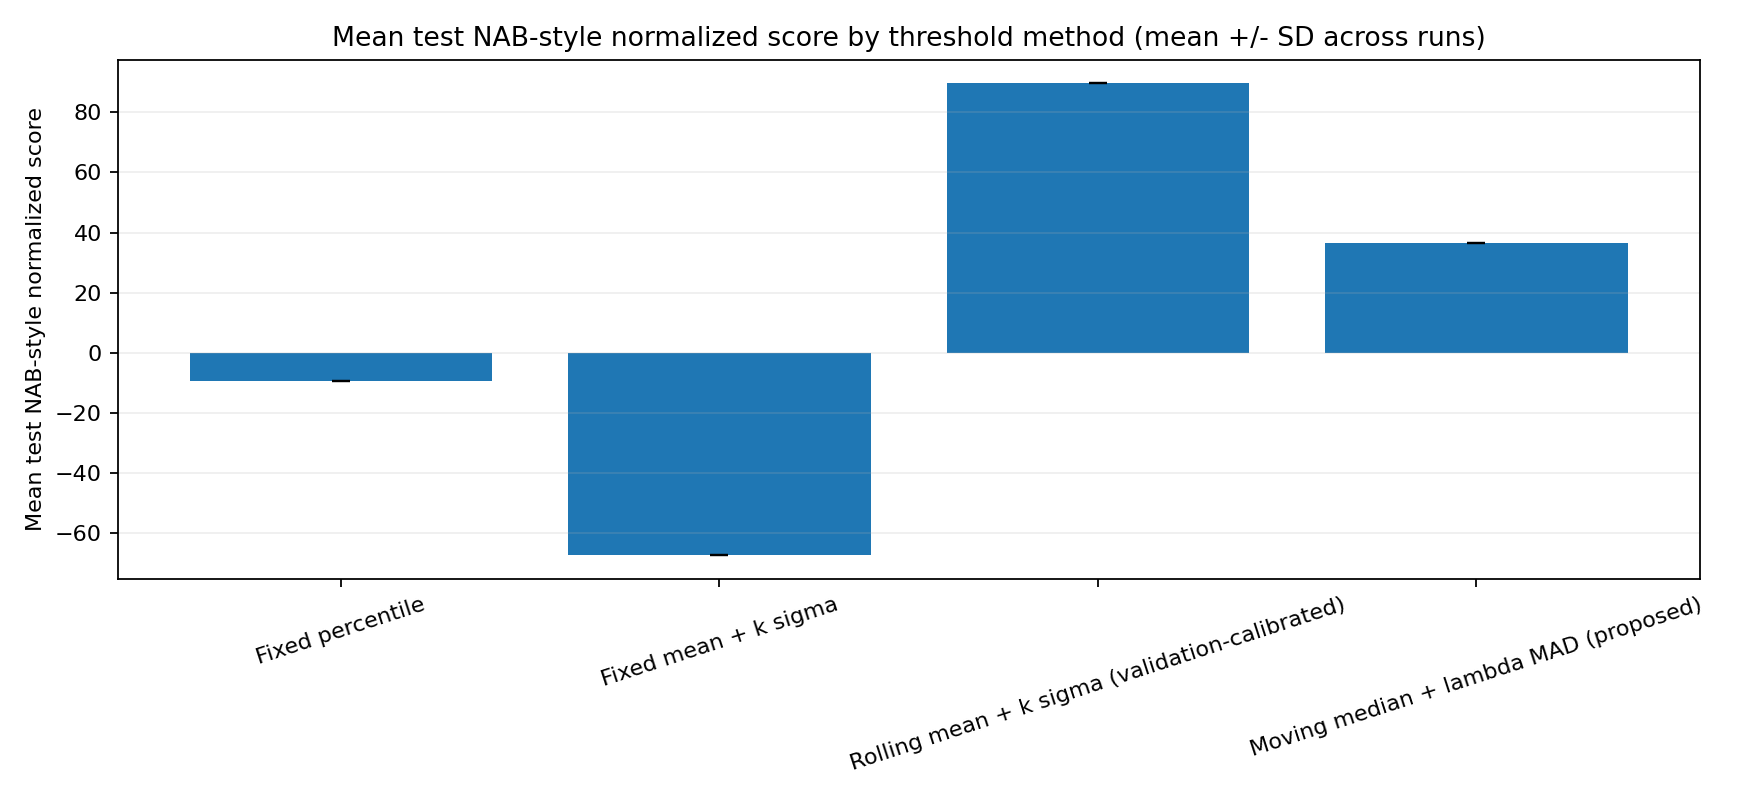 Mean test NAB-style normalized score by threshold method (mean +/- SD across runs)
Mean test NAB-style normalized score
80
60
40
20
0
−20
−40
−60
Fixed percentile
Fixed mean + k sigma
Rolling mean + k sigma (validation-calibrated)
Moving median + lambda MAD (proposed)